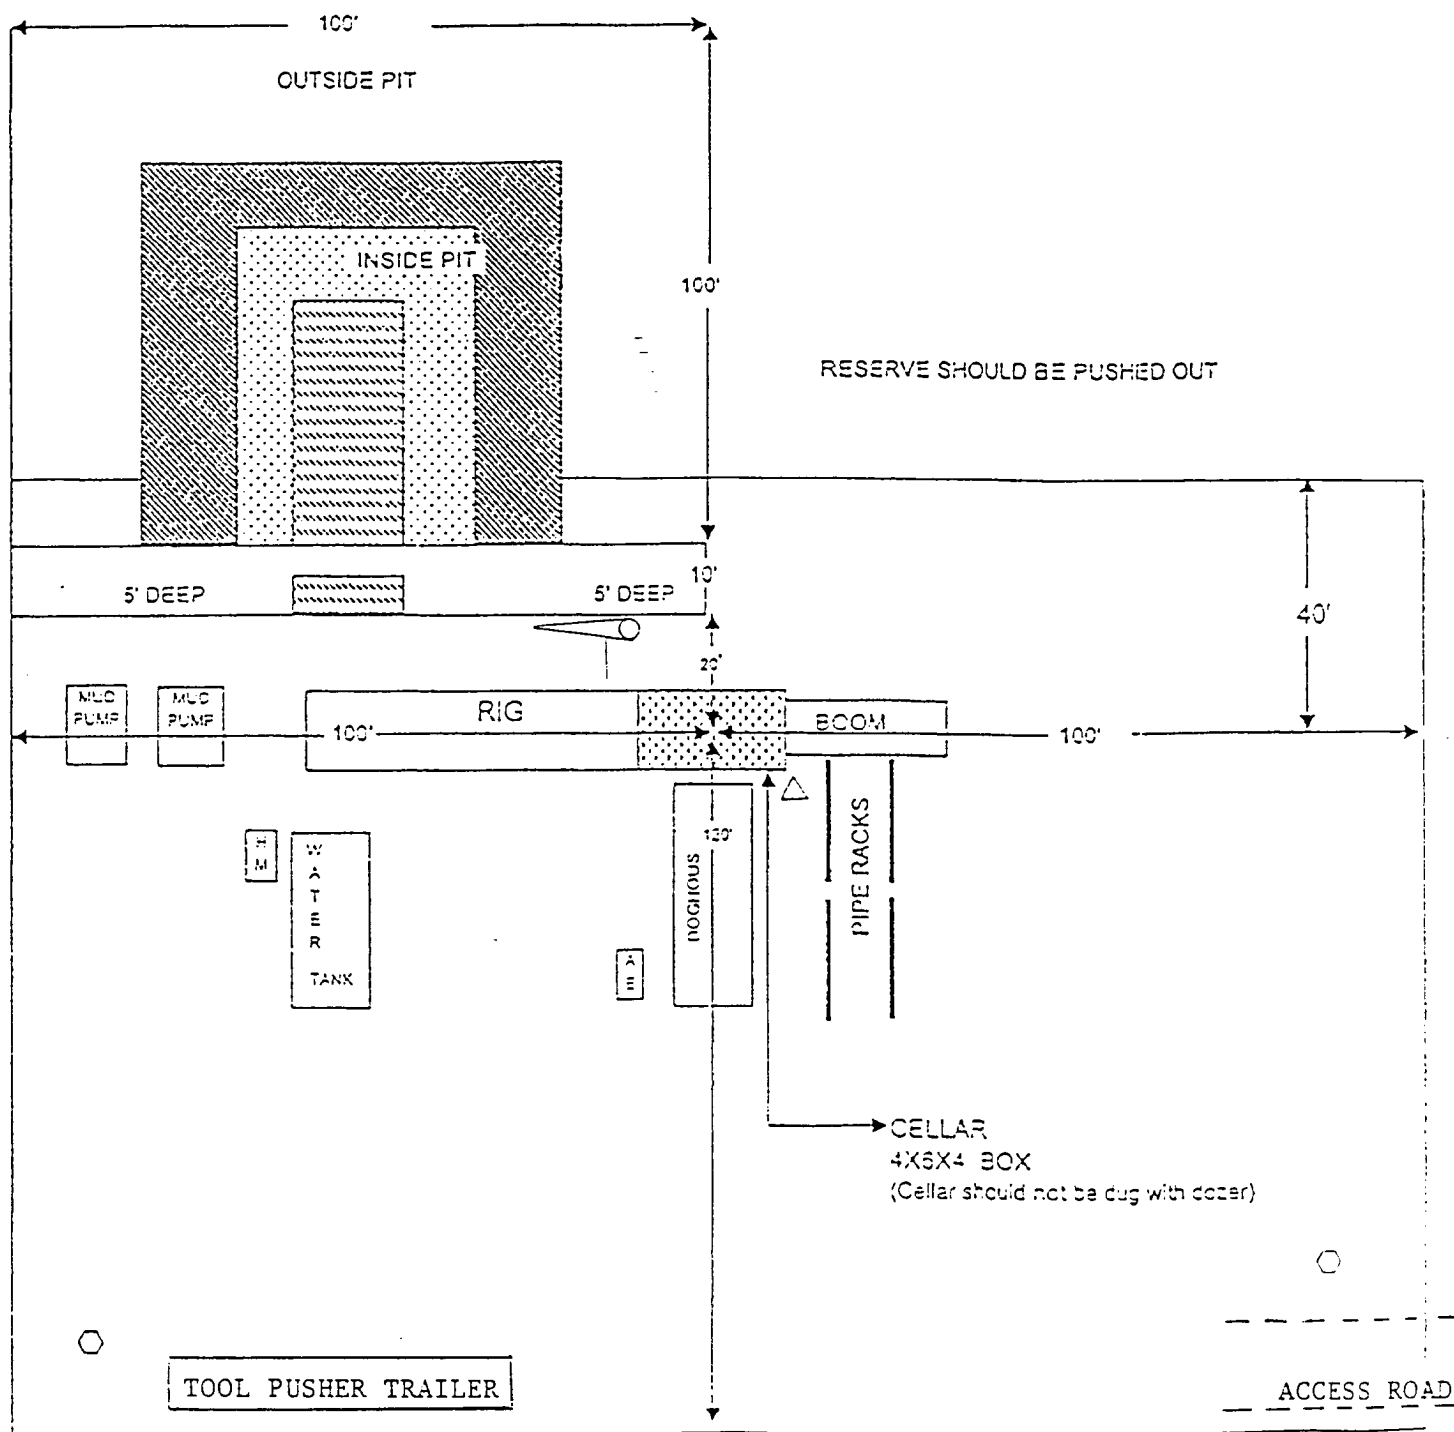 100'
OUTSIDE PIT
INSIDE PIT
100'
RESERVE SHOULD BE PUSHED OUT
5' DEEP
5' DEEP
10'
40'
20'
MUD
PUMP
MUD
PUMP
RIG
BOOM
100'
100'
WATER
TANK
DOGHOUS
PIPE RACKS
CELLAR
4X6X4 BOX
(Cellar should not be dug with dozer)
TOOL PUSHER TRAILER
ACCESS ROAD